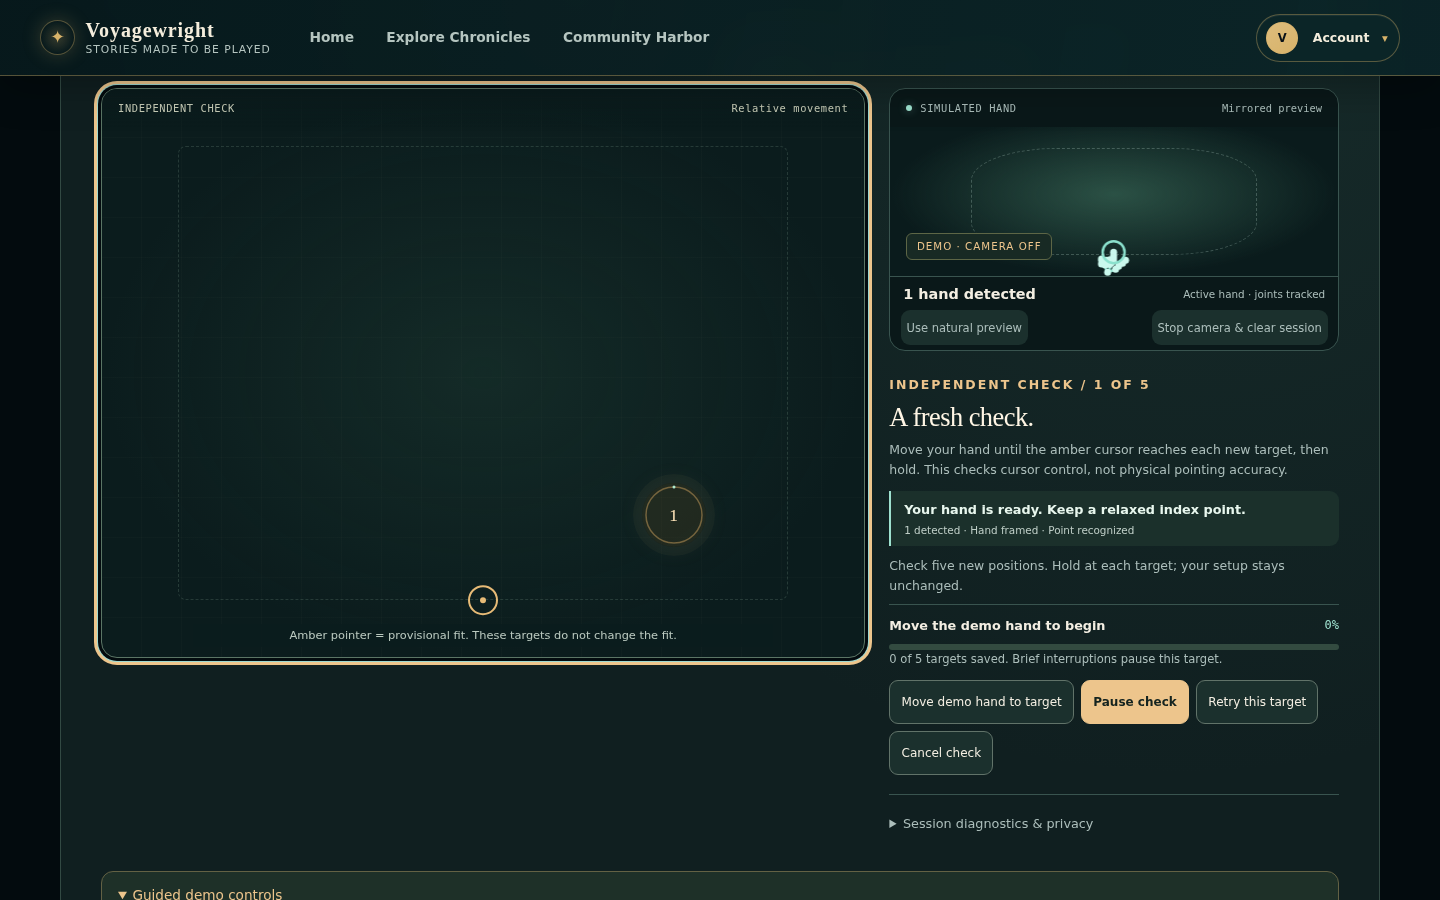 Voyagewright
STORIES MADE TO BE PLAYED
Home
Explore Chronicles
Community Harbor
V
Account
INDEPENDENT CHECK
Relative movement
1
Amber pointer = provisional fit. These targets do not change the fit.
SIMULATED HAND
Mirrored preview
DEMO · CAMERA OFF
1 hand detected
Active hand · joints tracked
Use natural preview
Stop camera & clear session
INDEPENDENT CHECK / 1 OF 5
A fresh check.
Move your hand until the amber cursor reaches each new target, then
hold. This checks cursor control, not physical pointing accuracy.
Your hand is ready. Keep a relaxed index point.
1 detected · Hand framed · Point recognized
Check five new positions. Hold at each target; your setup stays
unchanged.
Move the demo hand to begin
0%
0 of 5 targets saved. Brief interruptions pause this target.
Move demo hand to target
Pause check
Retry this target
Cancel check
Session diagnostics & privacy
Guided demo controls